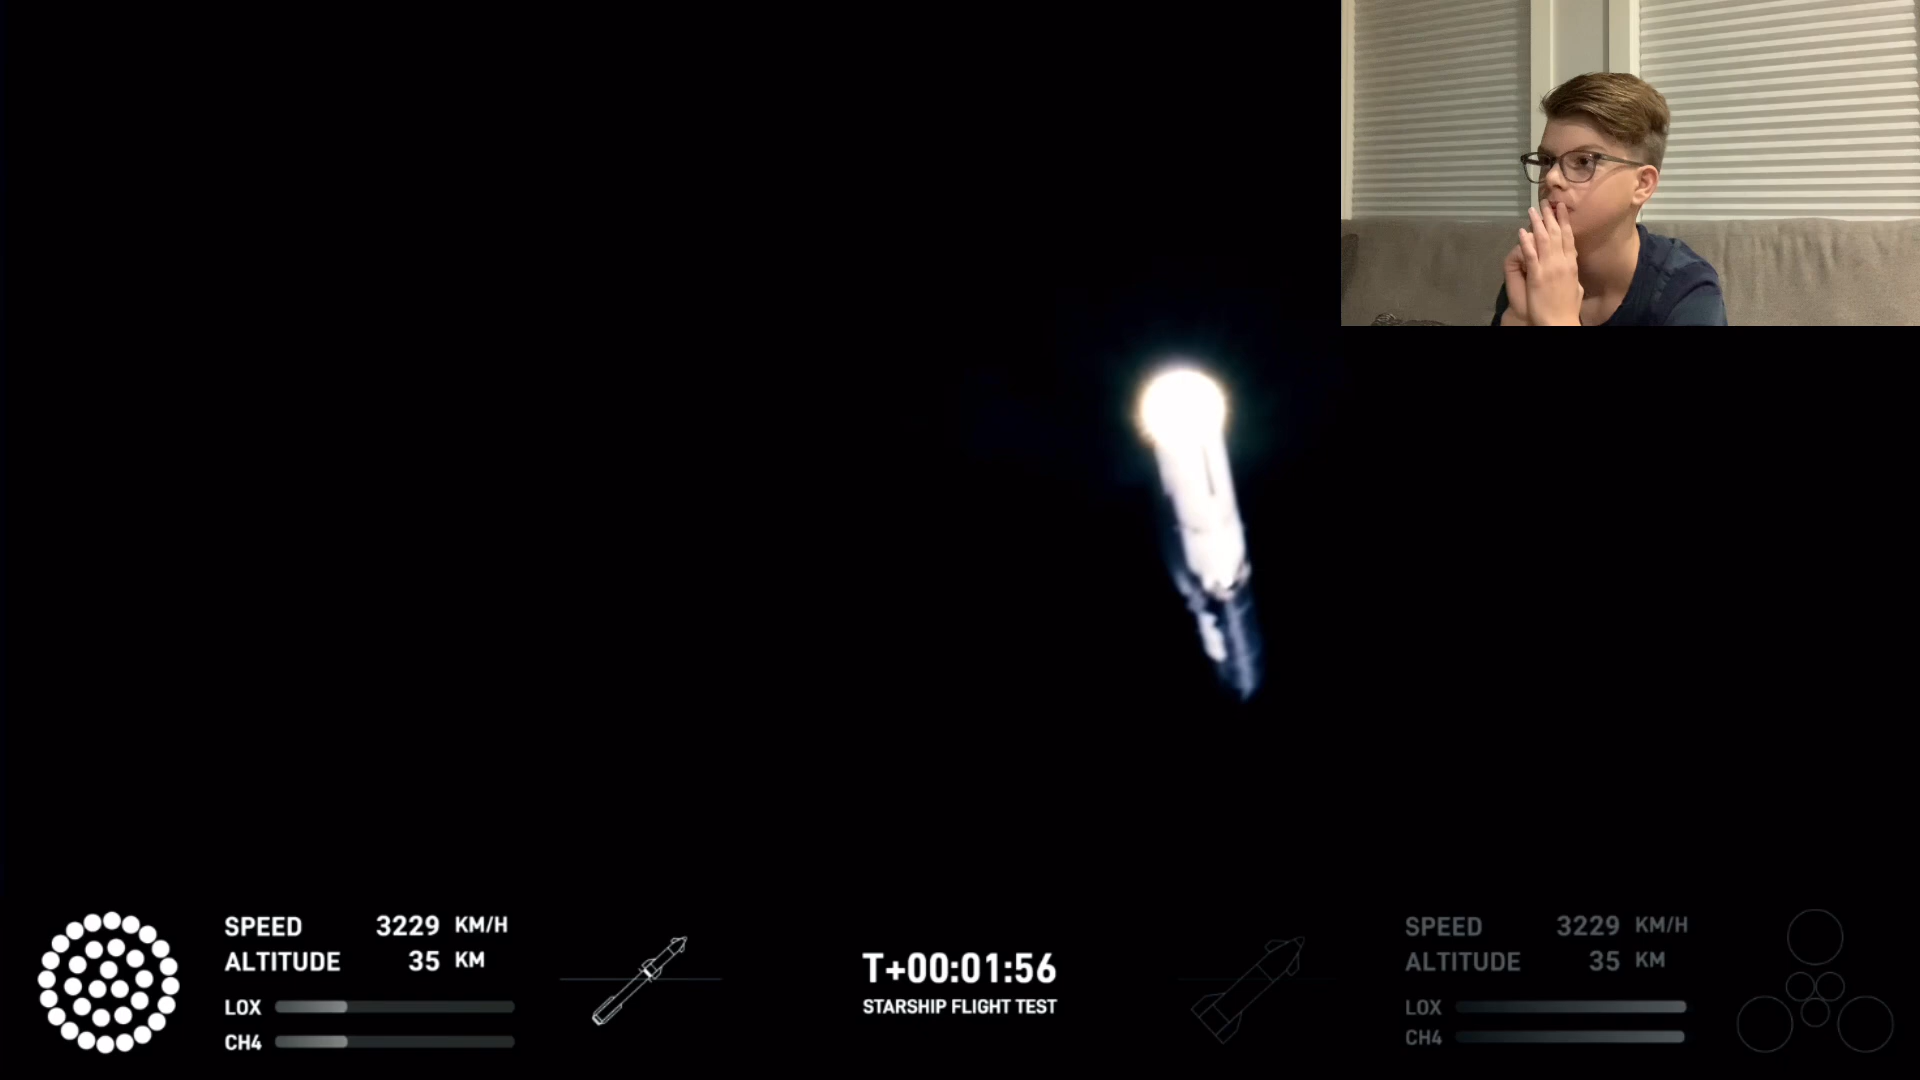 SPEED 3229 KM/H
ALTITUDE 35 KM
LOX
CH4
T+00:01:56
STARSHIP FLIGHT TEST
SPEED 3229 KM/H
ALTITUDE 35 KM
LOX
CH4